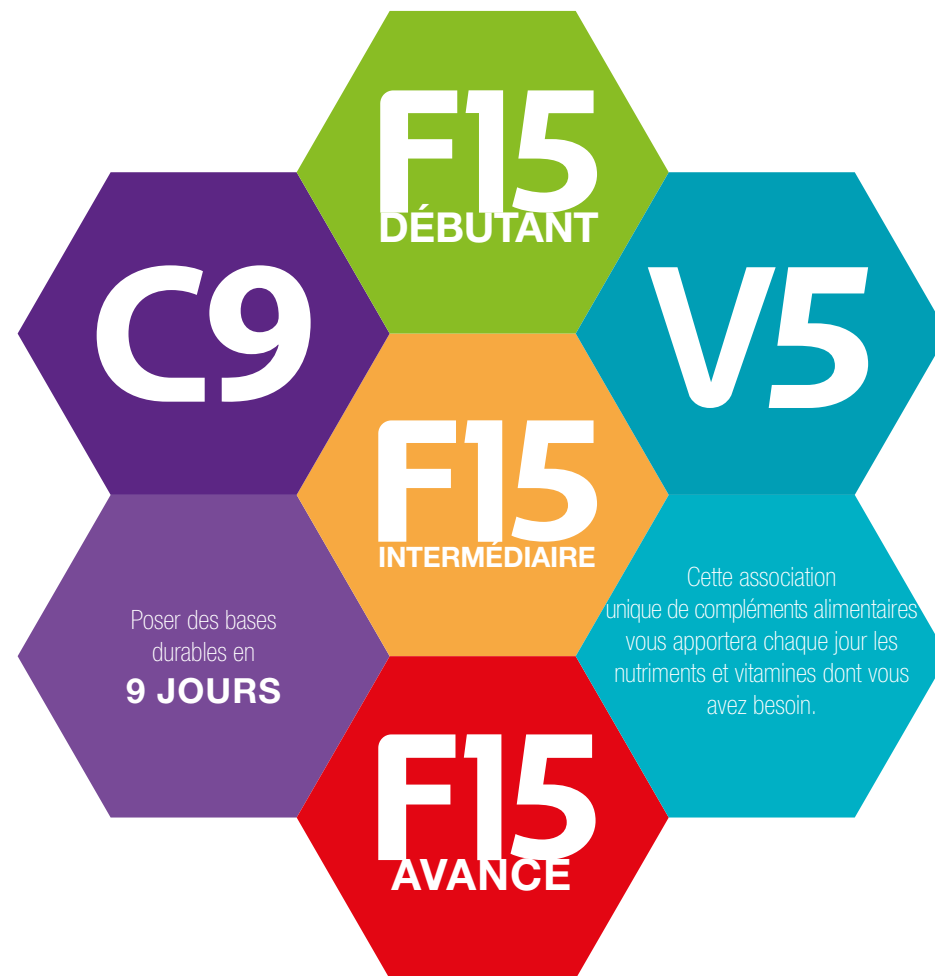 F15
DÉBUTANT
C9
V5
F15
INTERMÉDIAIRE
Poser des bases
durables en
9 JOURS
Cette association
unique de compléments alimentaires
vous apportera chaque jour les
nutriments et vitamines dont vous
avez besoin.
F15
AVANCÉ